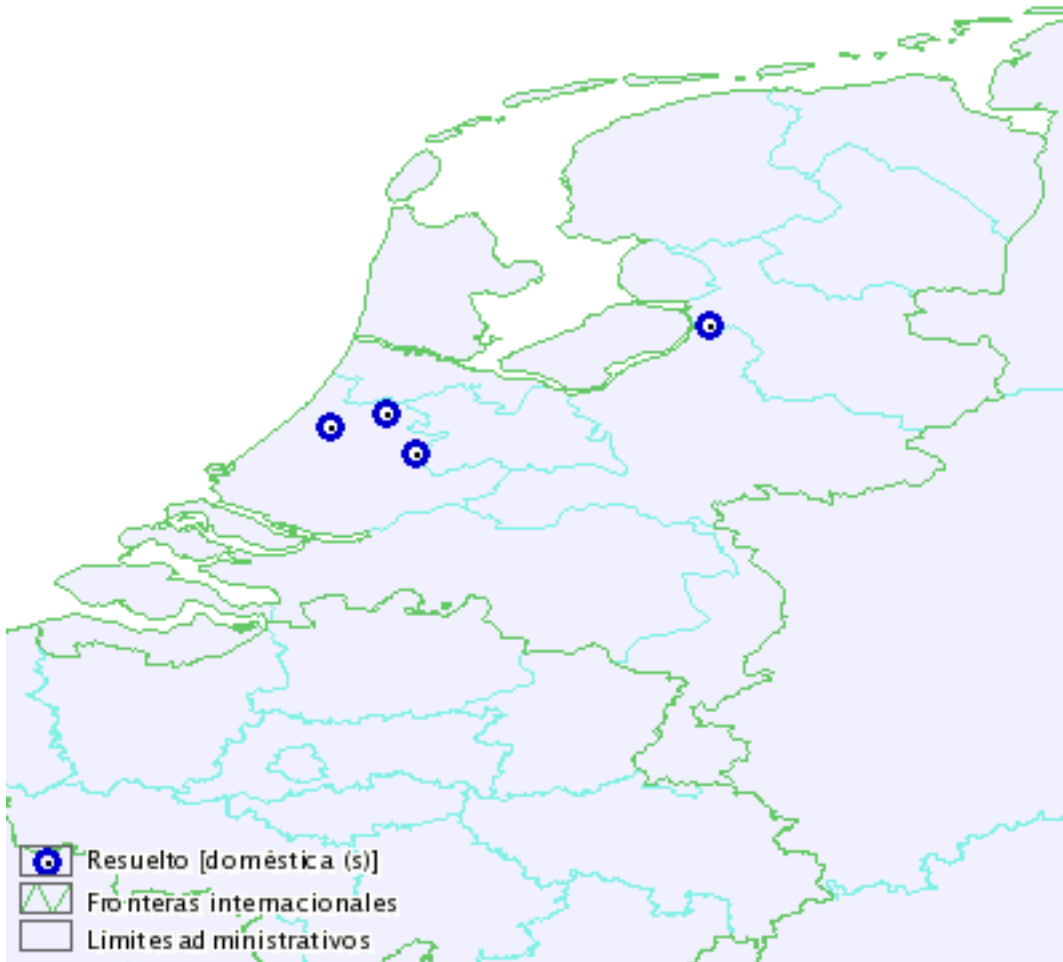 Resuelto [doméstica (s)]
Fronteras internacionales
Límites administrativos